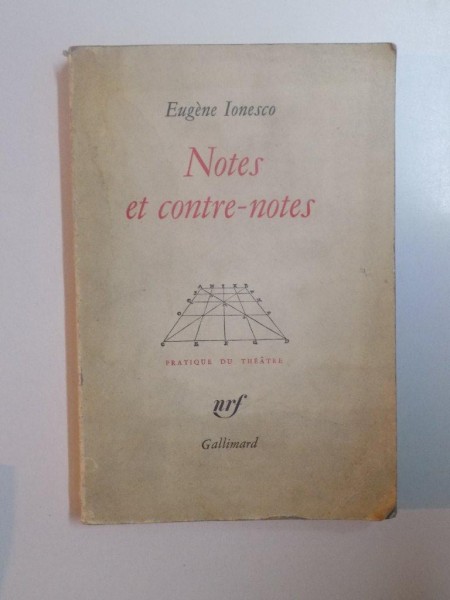 Eugène Ionesco
Notes
et contre-notes
PRATIQUE DU THÉÂTRE
nrf
Gallimard